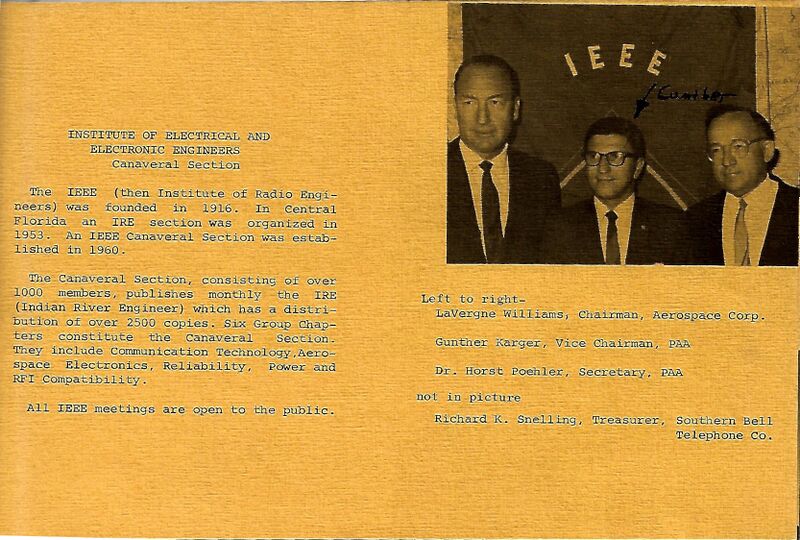 INSTITUTE OF ELECTRICAL AND
ELECTRONIC ENGINEERS
Canaveral Section
The IEEE (then Institute of Radio Engi-
neers) was founded in 1916. In Central
Florida an IRE section was organized in
1953. An IEEE Canaveral Section was estab-
lished in 1960.
The Canaveral Section, consisting of over
1000 members, publishes monthly the IRE
(Indian River Engineer) which has a distri-
bution of over 2500 copies. Six Group Chap-
ters constitute the Canaveral Section.
They include Communication Technology, Aero-
space Electronics, Reliability, Power and
RFI Compatibility.
All IEEE meetings are open to the public.
IEEE
Left to right-
LaVergne Williams, Chairman, Aerospace Corp.
Gunther Karger, Vice Chairman, PAA
Dr. Horst Poehler, Secretary, PAA
not in picture
Richard K. Snelling, Treasurer, Southern Bell
Telephone Co.